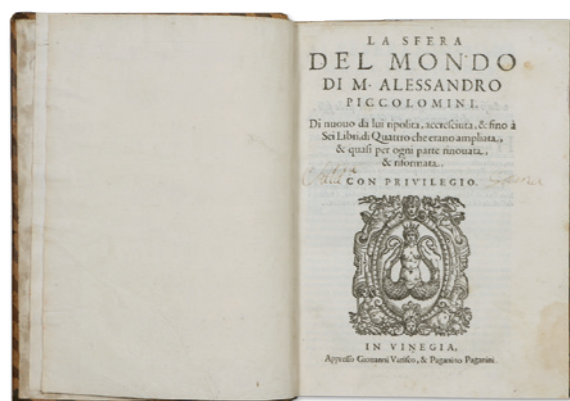 LA SFERA
DEL MONDO
DI M. ALESSANDRO
PICCOLOMINI.
Di nuouo da lui ripolita, accresciuta, & fino à
Sei Libri, di Quattro che erano ampliata,
& quasi per ogni parte rinouata,
& riformata.
CON PRIVILEGIO.
IN VINEGIA,
Appresso Giouanni Varisco, & Paganino Paganini.